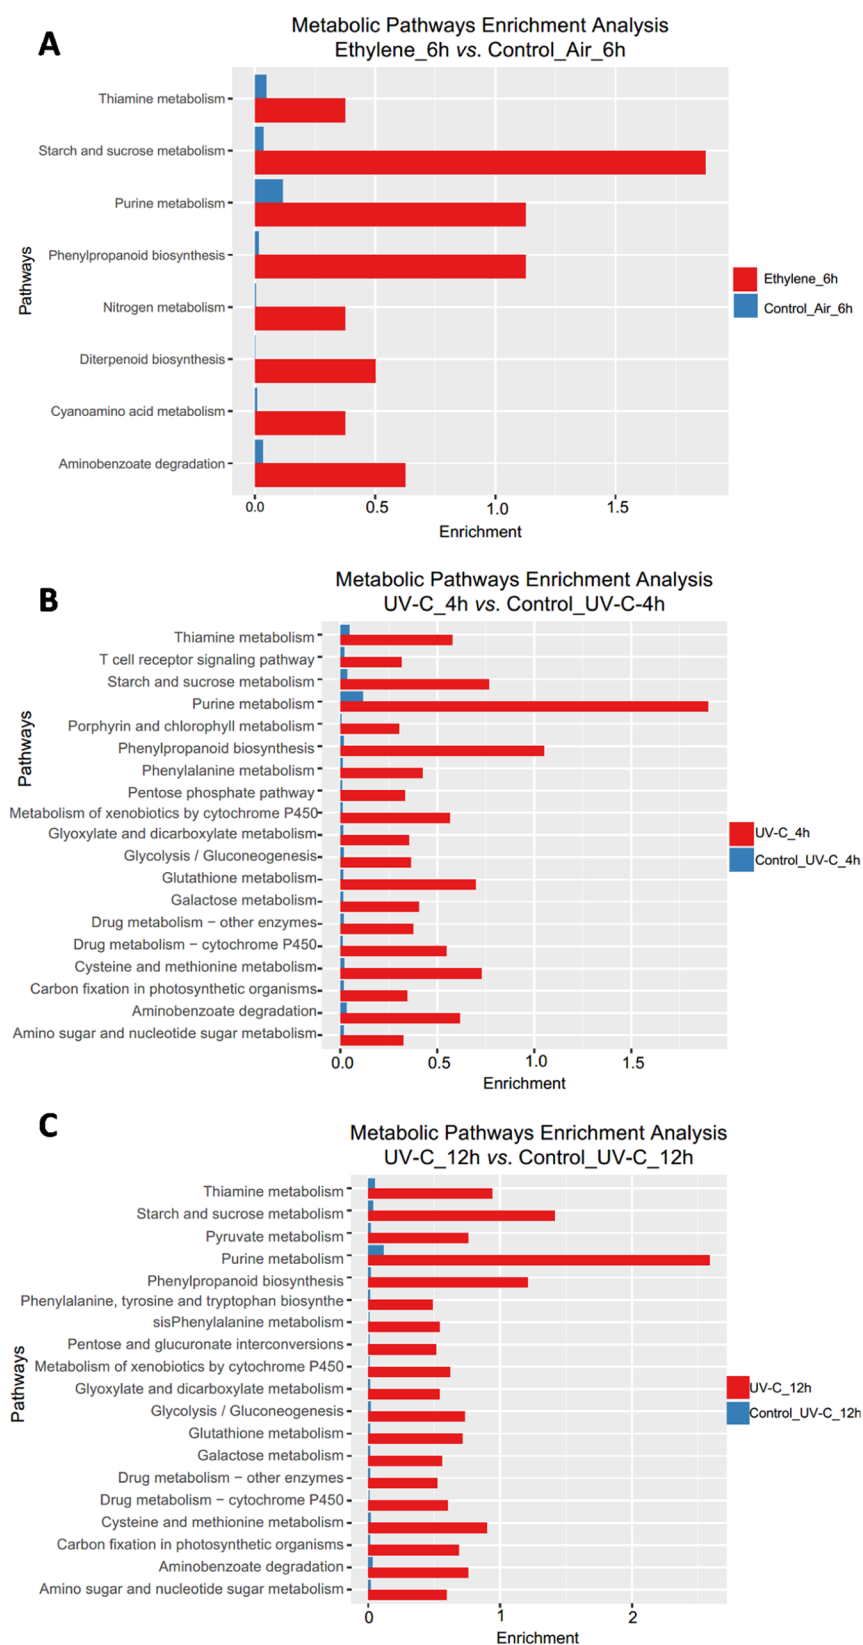 A
Metabolic Pathways Enrichment Analysis
Ethylene_6h vs. Control_Air_6h
Pathways
Thiamine metabolism
Starch and sucrose metabolism
Purine metabolism
Phenylpropanoid biosynthesis
Nitrogen metabolism
Diterpenoid biosynthesis
Cyanoamino acid metabolism
Aminobenzoate degradation
0.0 0.5 1.0 1.5
Enrichment
Ethylene_6h
Control_Air_6h
B
Metabolic Pathways Enrichment Analysis
UV-C_4h vs. Control_UV-C-4h
Pathways
Thiamine metabolism
T cell receptor signaling pathway
Starch and sucrose metabolism
Purine metabolism
Porphyrin and chlorophyll metabolism
Phenylpropanoid biosynthesis
Phenylalanine metabolism
Pentose phosphate pathway
Metabolism of xenobiotics by cytochrome P450
Glyoxylate and dicarboxylate metabolism
Glycolysis / Gluconeogenesis
Glutathione metabolism
Galactose metabolism
Drug metabolism − other enzymes
Drug metabolism − cytochrome P450
Cysteine and methionine metabolism
Carbon fixation in photosynthetic organisms
Aminobenzoate degradation
Amino sugar and nucleotide sugar metabolism
0.0 0.5 1.0 1.5
Enrichment
UV-C_4h
Control_UV-C_4h
C
Metabolic Pathways Enrichment Analysis
UV-C_12h vs. Control_UV-C_12h
Pathways
Thiamine metabolism
Starch and sucrose metabolism
Pyruvate metabolism
Purine metabolism
Phenylpropanoid biosynthesis
Phenylalanine, tyrosine and tryptophan biosynthe
sisPhenylalanine metabolism
Pentose and glucuronate interconversions
Metabolism of xenobiotics by cytochrome P450
Glyoxylate and dicarboxylate metabolism
Glycolysis / Gluconeogenesis
Glutathione metabolism
Galactose metabolism
Drug metabolism − other enzymes
Drug metabolism − cytochrome P450
Cysteine and methionine metabolism
Carbon fixation in photosynthetic organisms
Aminobenzoate degradation
Amino sugar and nucleotide sugar metabolism
0 1 2
Enrichment
UV-C_12h
Control_UV-C_12h